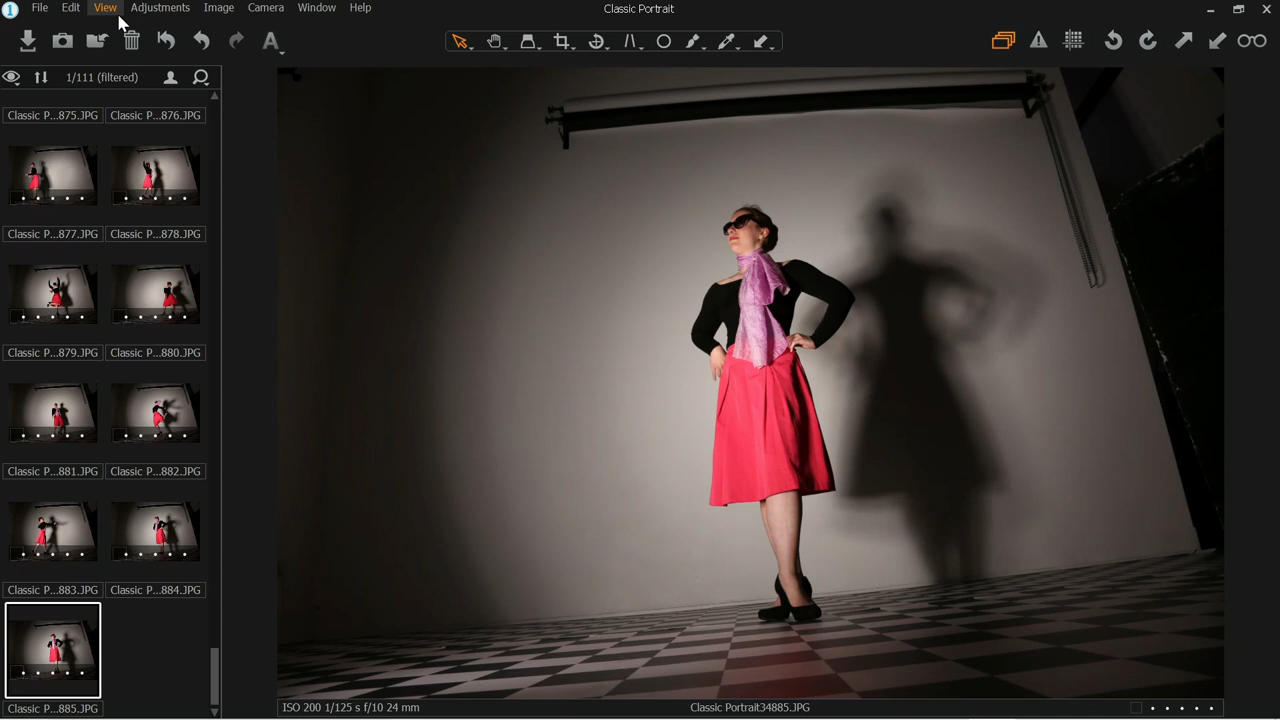 File Edit View Adjustments Image Camera Window Help
Classic Portrait
1/111 (filtered)
Classic P...875.JPG Classic P...876.JPG
Classic P...877.JPG Classic P...878.JPG
Classic P...879.JPG Classic P...880.JPG
Classic P...881.JPG Classic P...882.JPG
Classic P...883.JPG Classic P...884.JPG
Classic P...885.JPG
ISO 200 1/125 s f/10 24 mm
Classic Portrait34885.JPG